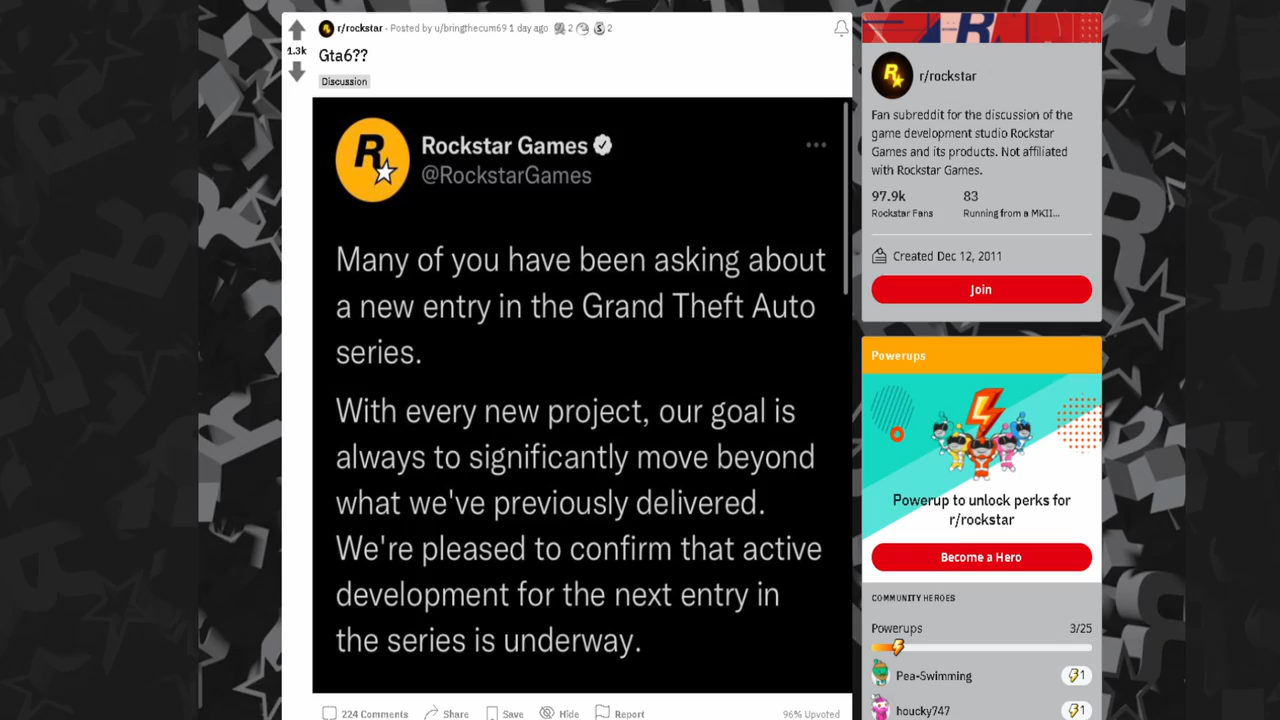 r/rockstar · Posted by u/bringthecum69 1 day ago 2 2
1.3k
Gta6??
Discussion
Rockstar Games
@RockstarGames
Many of you have been asking about
a new entry in the Grand Theft Auto
series.
With every new project, our goal is
always to significantly move beyond
what we've previously delivered.
We're pleased to confirm that active
development for the next entry in
the series is underway.
224 Comments Share Save Hide Report 96% Upvoted
r/rockstar
Fan subreddit for the discussion of the
game development studio Rockstar
Games and its products. Not affiliated
with Rockstar Games.
97.9k 83
Rockstar Fans Running from a MKII...
Created Dec 12, 2011
Join
Powerups
Powerup to unlock perks for
r/rockstar
Become a Hero
COMMUNITY HEROES
Powerups 3/25
Pea-Swimming 1
houcky747 1